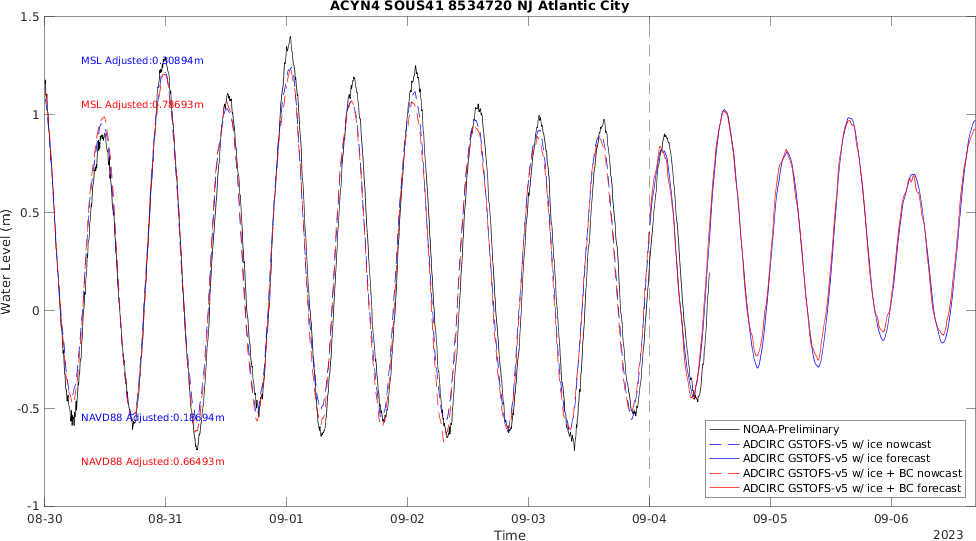 ACYN4 SOUS41 8534720 NJ Atlantic City
1.5
1
0.5
0
-0.5
-1
Water Level (m)
MSL Adjusted:0.80894m
MSL Adjusted:0.78693m
NAVD88 Adjusted:0.18694m
NAVD88 Adjusted:0.66493m
NOAA-Preliminary
ADCIRC GSTOFS-v5 w/ ice nowcast
ADCIRC GSTOFS-v5 w/ ice forecast
ADCIRC GSTOFS-v5 w/ ice + BC nowcast
ADCIRC GSTOFS-v5 w/ ice + BC forecast
08-30 08-31 09-01 09-02 09-03 09-04 09-05 09-06
Time
2023